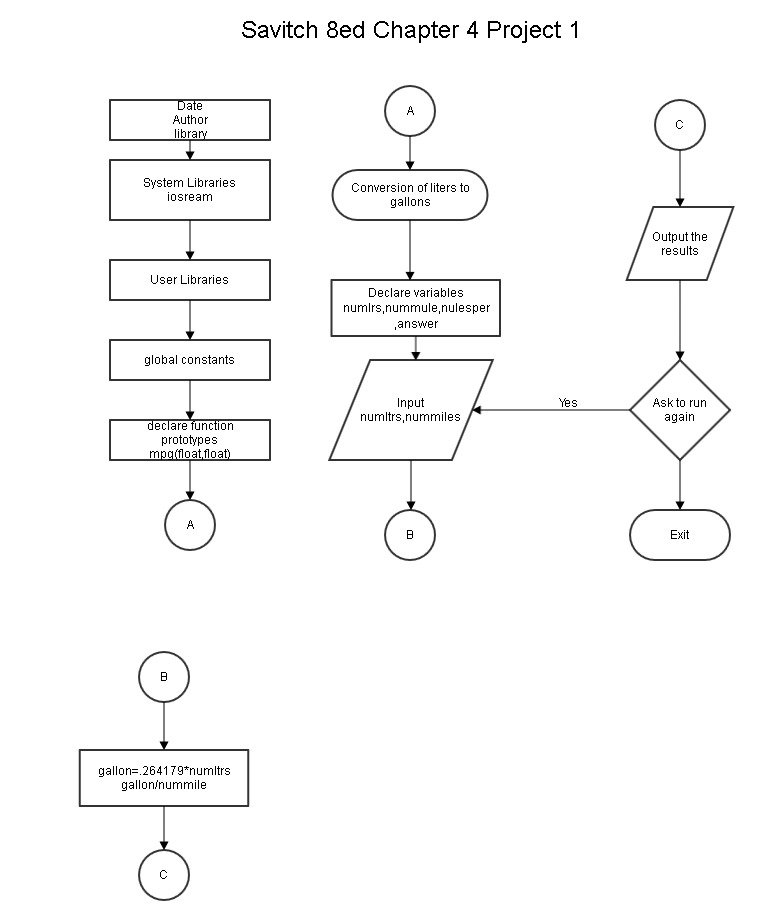 Savitch 8ed Chapter 4 Project 1
Date
Author
library
System Libraries
iosream
User Libraries
global constants
declare function
prototypes
mpg(float,float)
A
A
Conversion of liters to
gallons
Declare variables
numlrs,nummule,nulesper
,answer
Input
numltrs,nummiles
B
C
Output the
results
Ask to run
again
Yes
Exit
B
gallon=.264179*numltrs
gallon/nummile
C